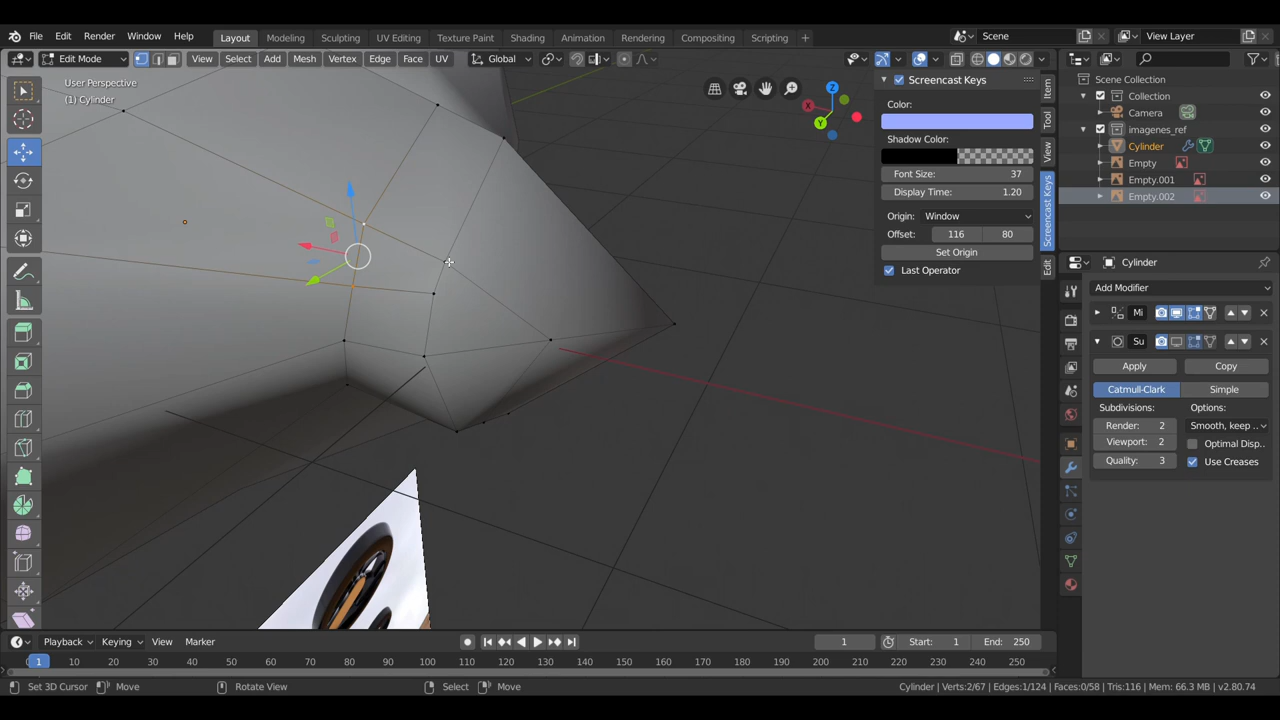 File Edit Render Window Help Layout Modeling Sculpting UV Editing Texture Paint Shading Animation Rendering Compositing Scripting + Scene View Layer
Edit Mode View Select Add Mesh Vertex Edge Face UV Global
User Perspective
(1) Cylinder
Z
X
Y
Screencast Keys
Color:
Shadow Color:
Font Size: 37
Display Time: 1.20
Origin: Window
Offset: 116 80
Set Origin
Last Operator
Item
Tool
View
Screencast Keys
Edit
Scene Collection
Collection
Camera
imagenes_ref
Cylinder
Empty
Empty.001
Empty.002
Cylinder
Add Modifier
Mi
Su
Apply Copy
Catmull-Clark Simple
Subdivisions: Options:
Render: 2 Smooth, keep ..
Viewport: 2 Optimal Disp..
Quality: 3 Use Creases
Playback Keying View Marker 1 Start: 1 End: 250
1 10 20 30 40 50 60 70 80 90 100 110 120 130 140 150 160 170 180 190 200 210 220 230 240 250
Set 3D Cursor Move Rotate View Select Move Cylinder | Verts:2/67 | Edges:1/124 | Faces:0/58 | Tris:116 | Mem: 66.3 MB | v2.80.74